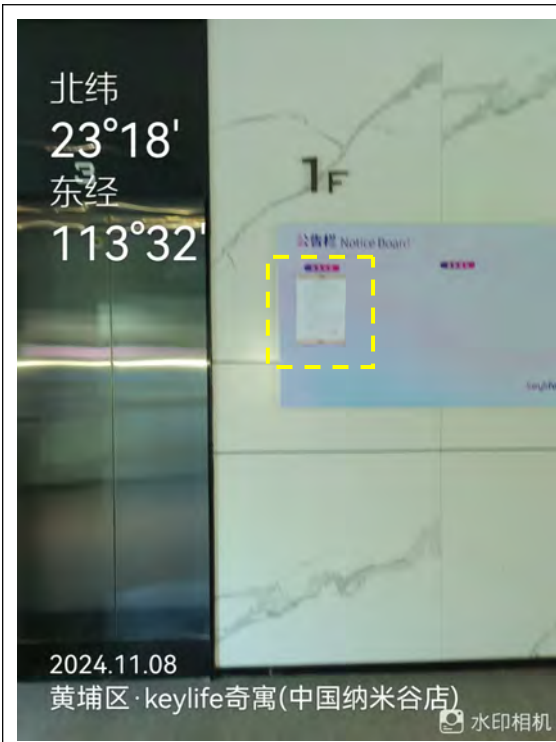 北纬
23°18'
3
东经
113°32'
1F
公告栏 Notice Board
keylife
2024.11.08
黄埔区·keylife奇寓(中国纳米谷店)
水印相机